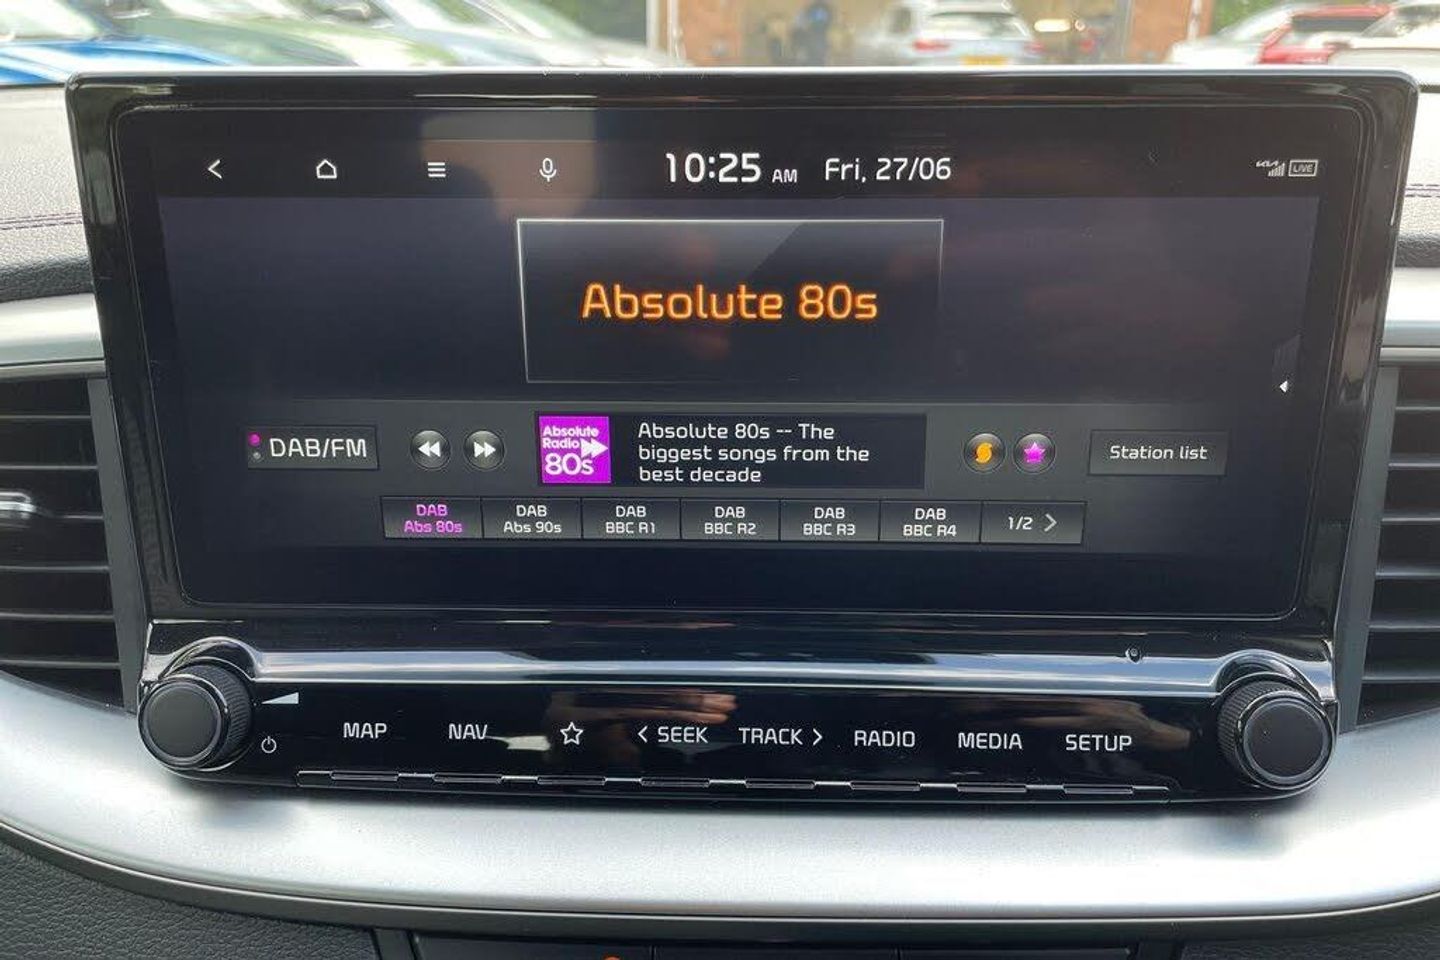 10:25 AM Fri, 27/06
KIA LIVE
Absolute 80s
DAB/FM
Absolute
Radio
80s
Absolute 80s -- The
biggest songs from the
best decade
Station list
DAB
Abs 80s
DAB
Abs 90s
DAB
BBC R1
DAB
BBC R2
DAB
BBC R3
DAB
BBC R4
1/2 >
MAP NAV < SEEK TRACK > RADIO MEDIA SETUP